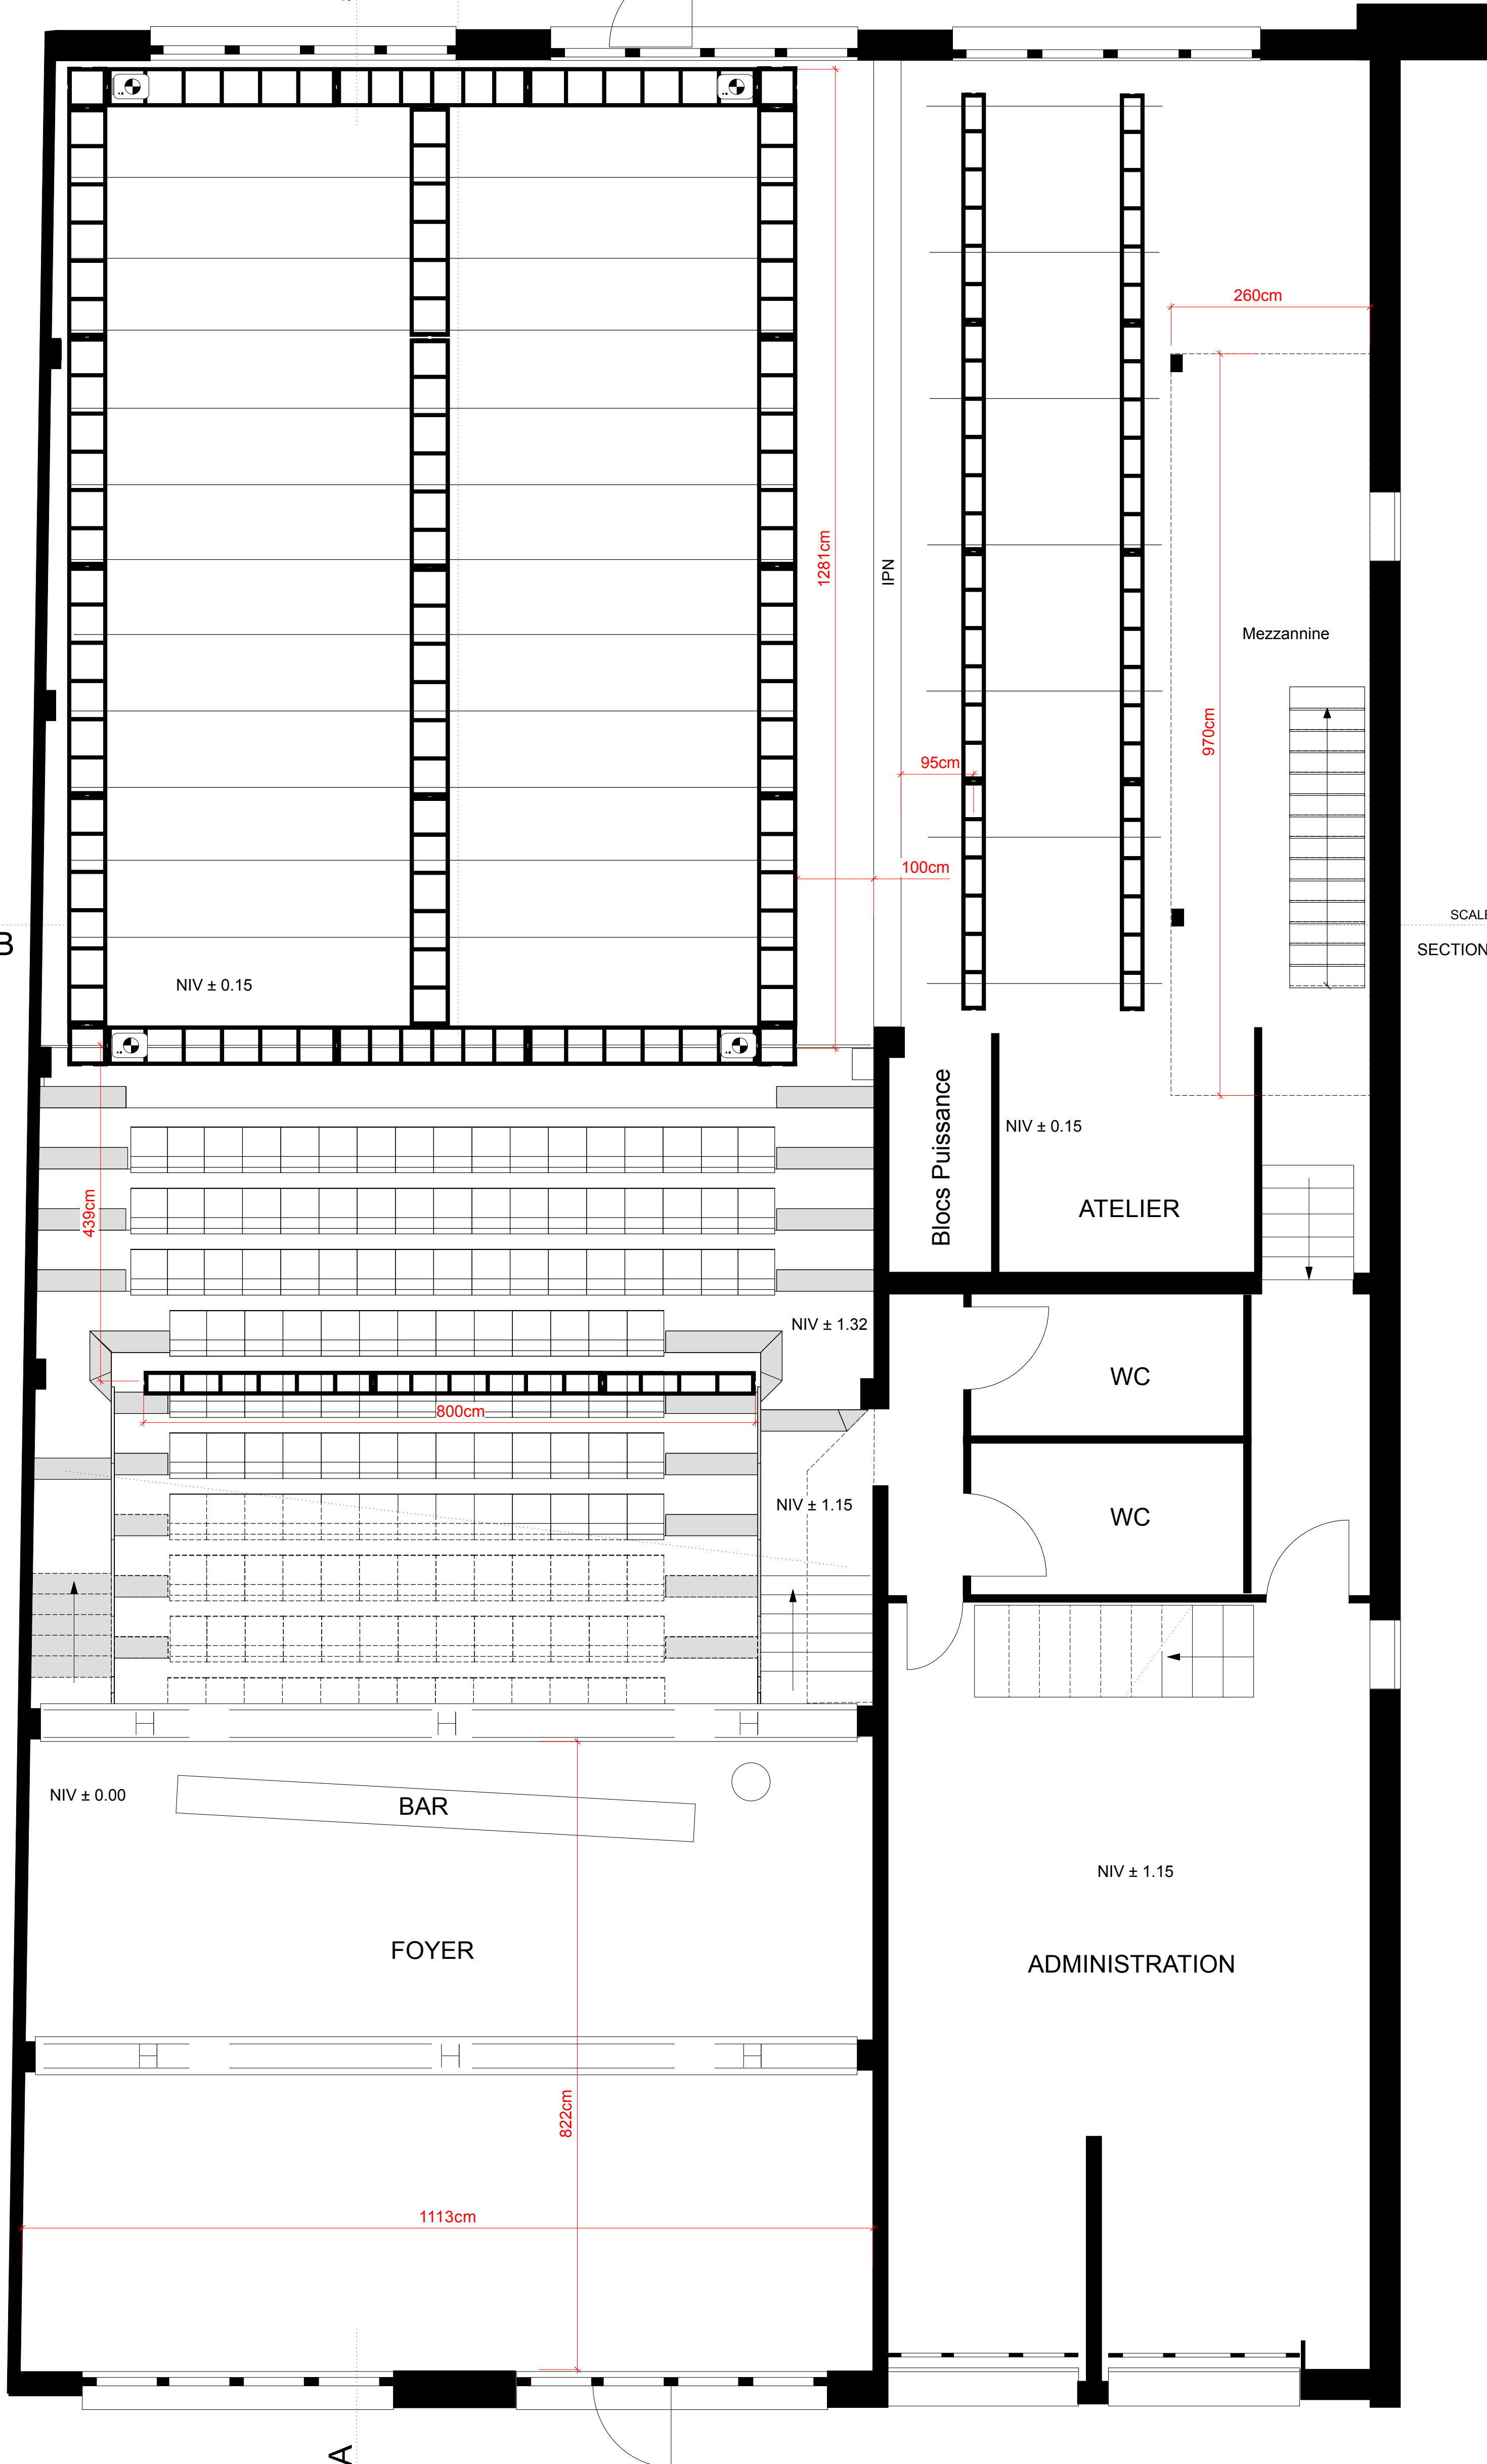 260cm
1281cm
IPN
Mezzannine
970cm
95cm
100cm
SCALE
B
SECTION
NIV ± 0.15
Blocs Puissance
NIV ± 0.15
439cm
ATELIER
NIV ± 1.32
WC
800cm
NIV ± 1.15
WC
NIV ± 0.00
BAR
NIV ± 1.15
FOYER
ADMINISTRATION
822cm
1113cm
A